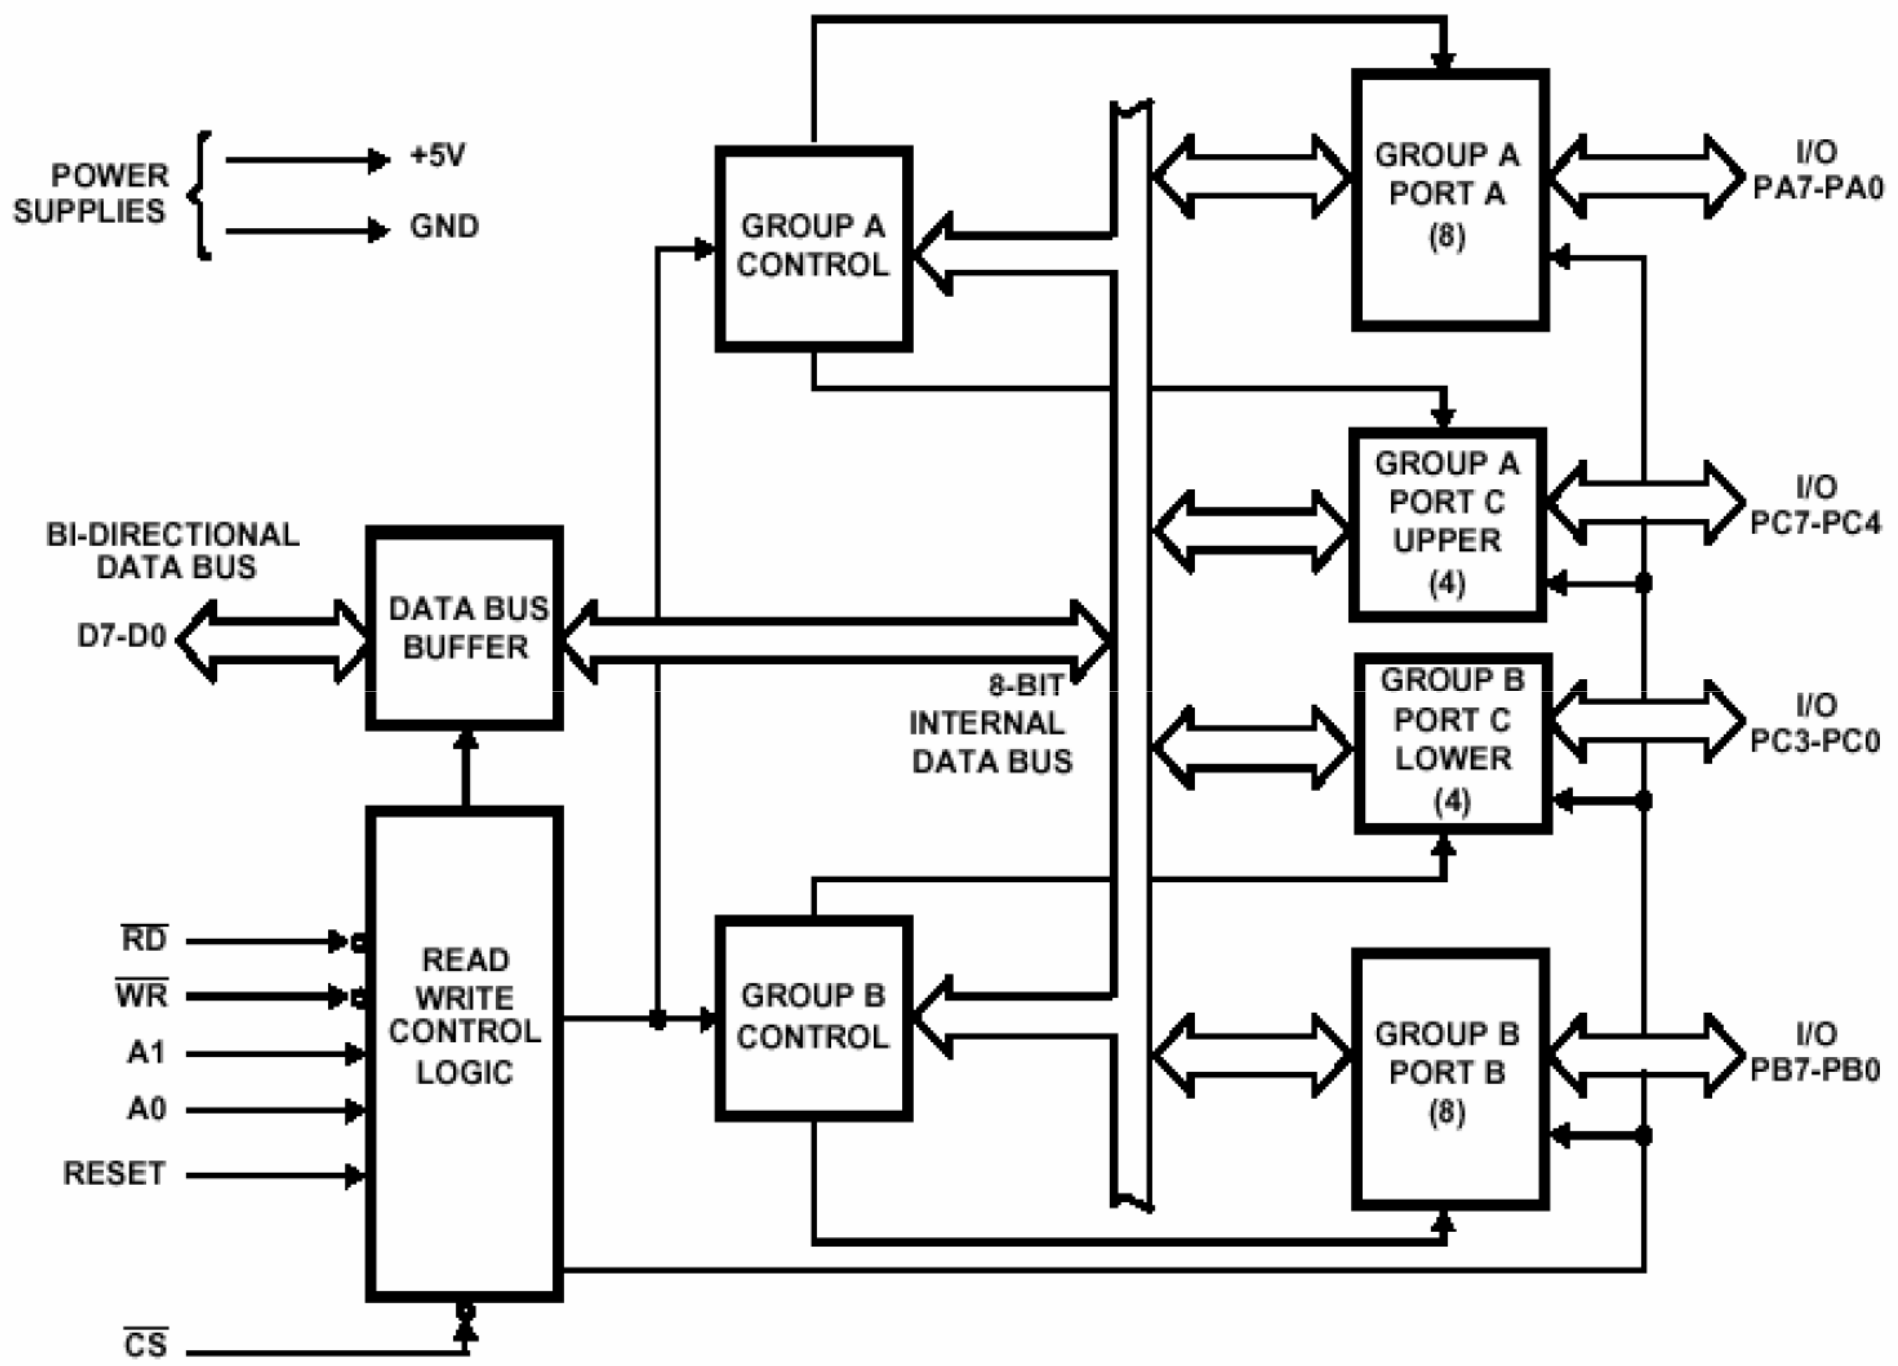 POWER
SUPPLIES
+5V
GND
GROUP A
CONTROL
GROUP A
PORT A
(8)
I/O
PA7-PA0
GROUP A
PORT C
UPPER
(4)
I/O
PC7-PC4
BI-DIRECTIONAL
DATA BUS
D7-D0
DATA BUS
BUFFER
8-BIT
INTERNAL
DATA BUS
GROUP B
PORT C
LOWER
(4)
I/O
PC3-PC0
RD
WR
A1
A0
RESET
CS
READ
WRITE
CONTROL
LOGIC
GROUP B
CONTROL
GROUP B
PORT B
(8)
I/O
PB7-PB0